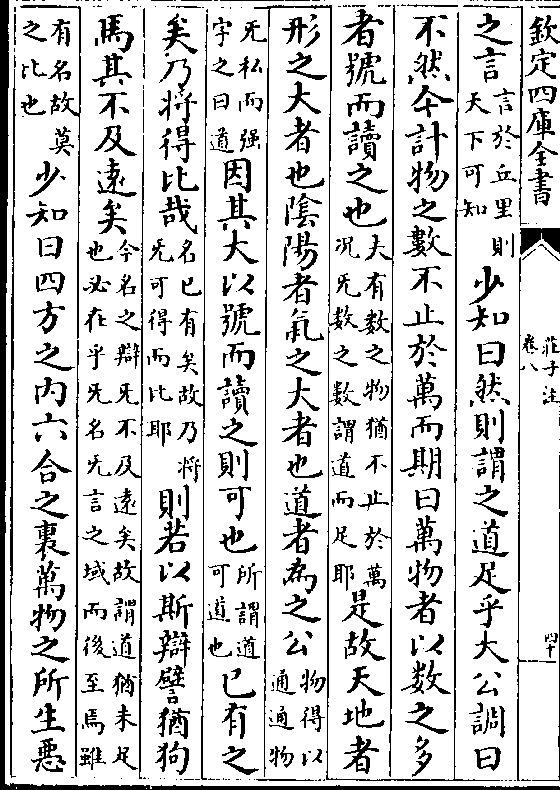 欽定四庫全書
莊子注
卷八
四十
之言言於丘里則天下可知少知曰然則謂之道足乎大公調曰
不然今計物之數不止於萬而期曰萬物者以數之多
者號而讀之也夫有數之物猶不止於萬况无數之數謂道而足耶是故天地者
形之大者也陰陽者氣之大者也道者為之公物得以通通物
无私而强字之曰道因其大以號而讀之則可也所謂道可道也已有之
矣乃將得比哉名已有矣故乃將无可得而比耶則若以斯辯譬猶狗
馬其不及遠矣今名之辯无不及遠矣故謂道猶未足也必在乎无名无言之域而後至焉雖
有名故莫之比也少知曰四方之内六合之裏萬物之所生惡